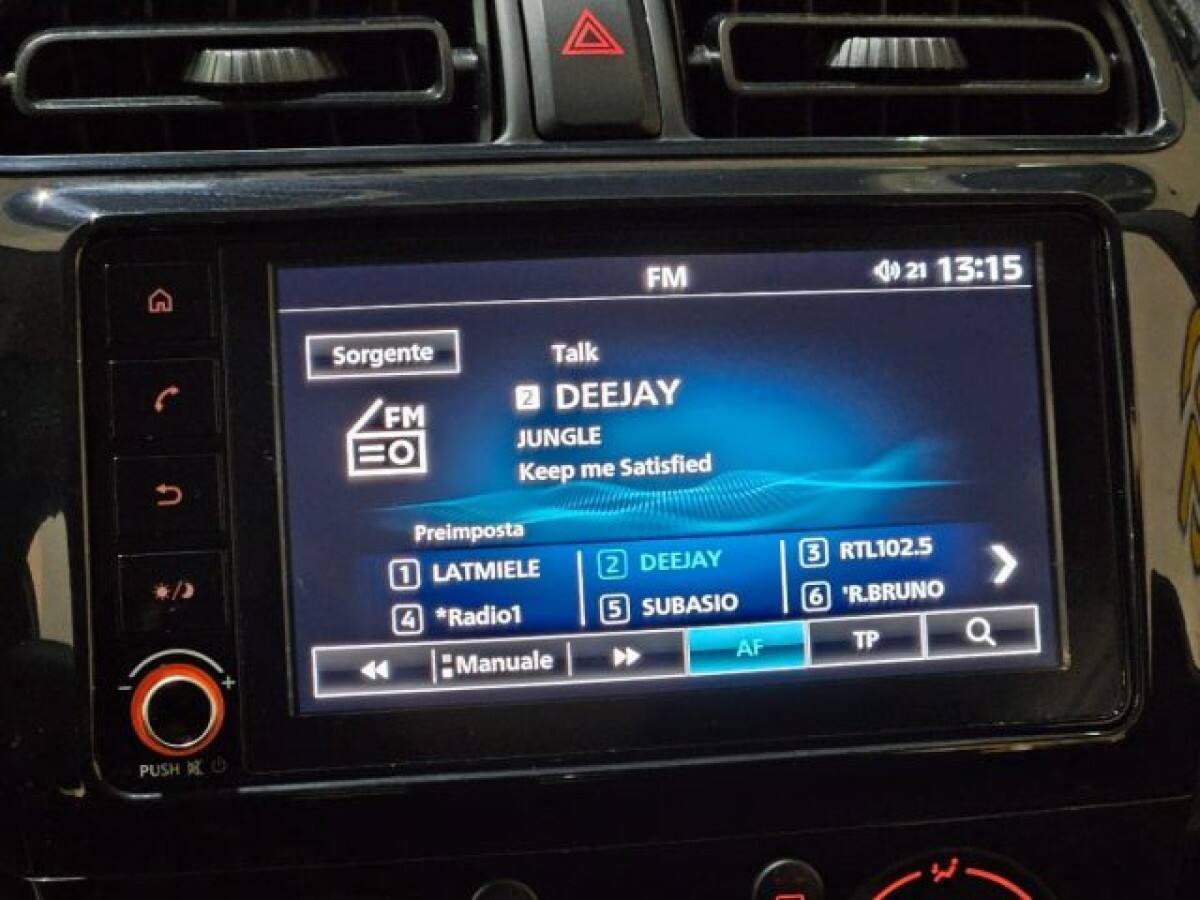 FM
21 13:15
Sorgente
Talk
2 DEEJAY
FM
JUNGLE
Keep me Satisfied
Preimposta
1 LATMIELE
2 DEEJAY
3 RTL102.5
4 *Radio1
5 SUBASIO
6 'R.BRUNO
Manuale
AF
TP
- +
PUSH